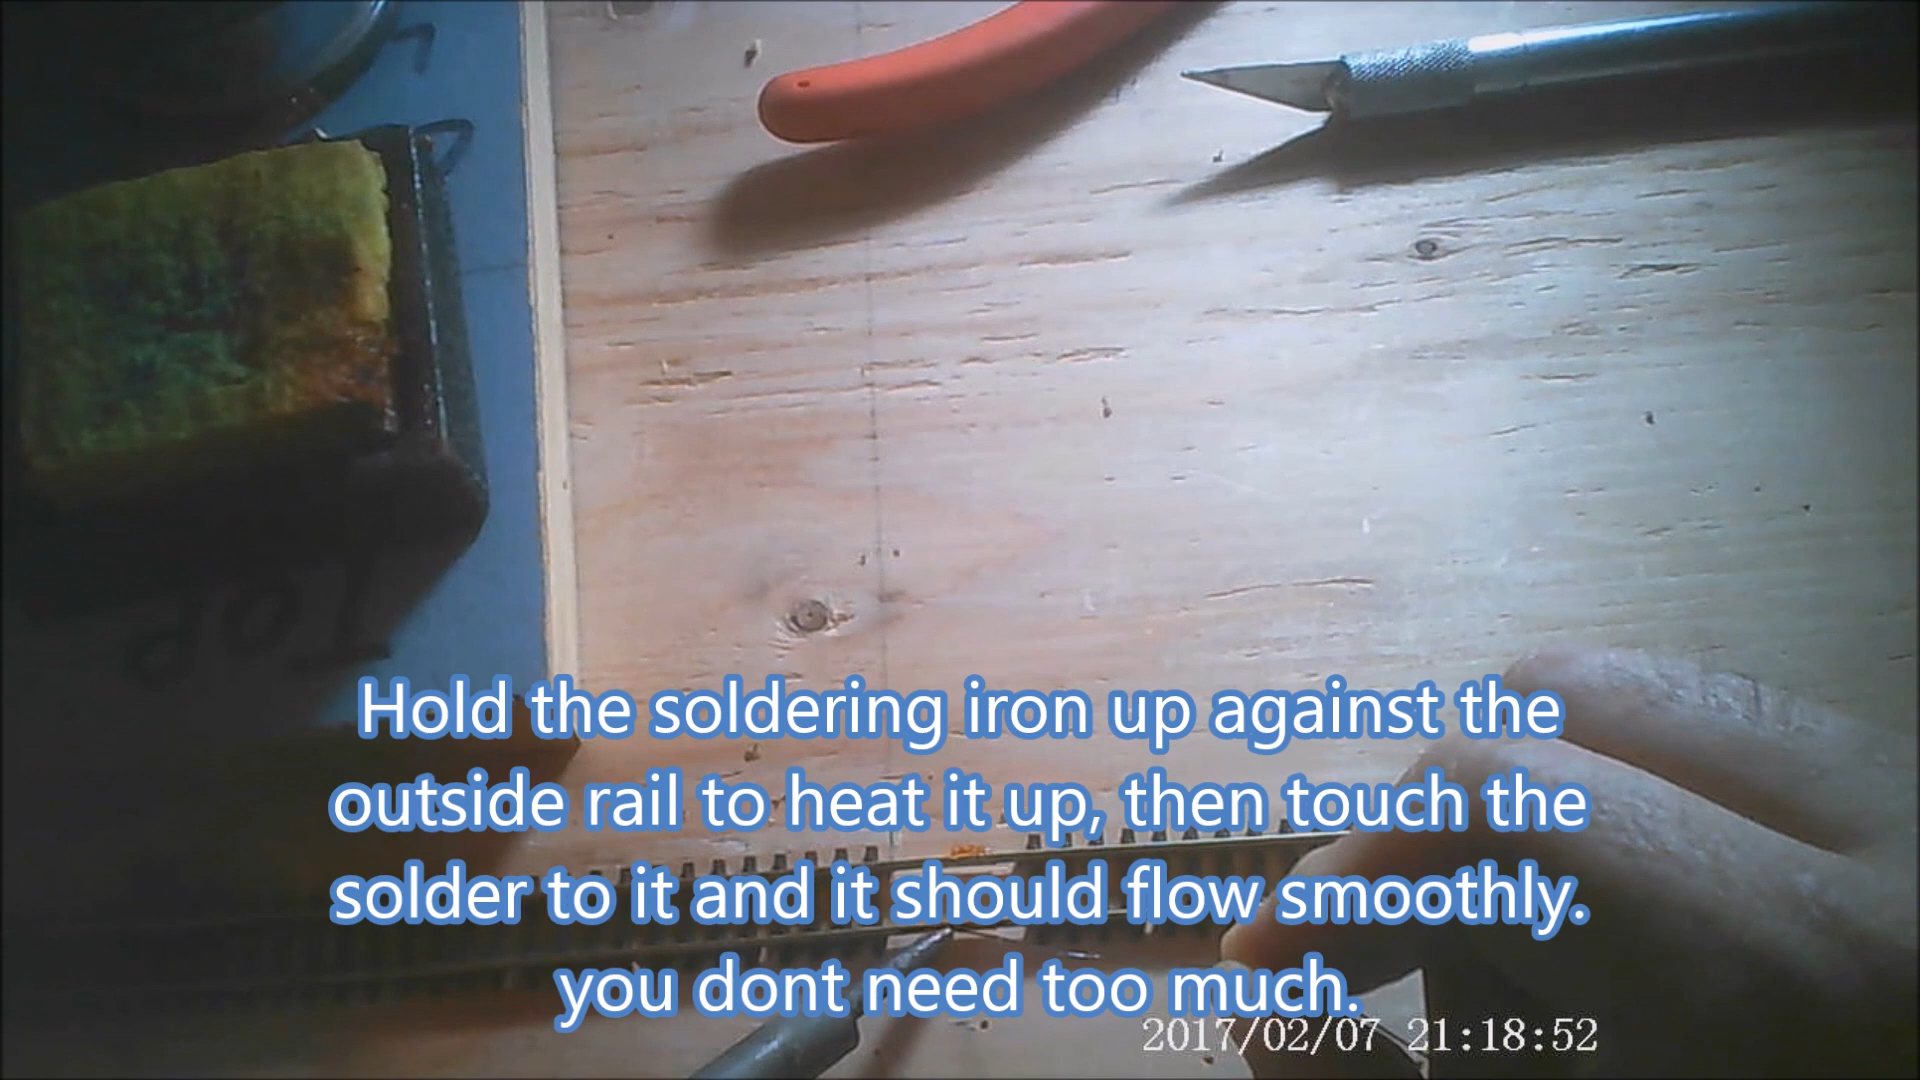 Top
Hold the soldering iron up against the
outside rail to heat it up, then touch the
solder to it and it should flow smoothly.
you dont need too much.
2017/02/07 21:18:52